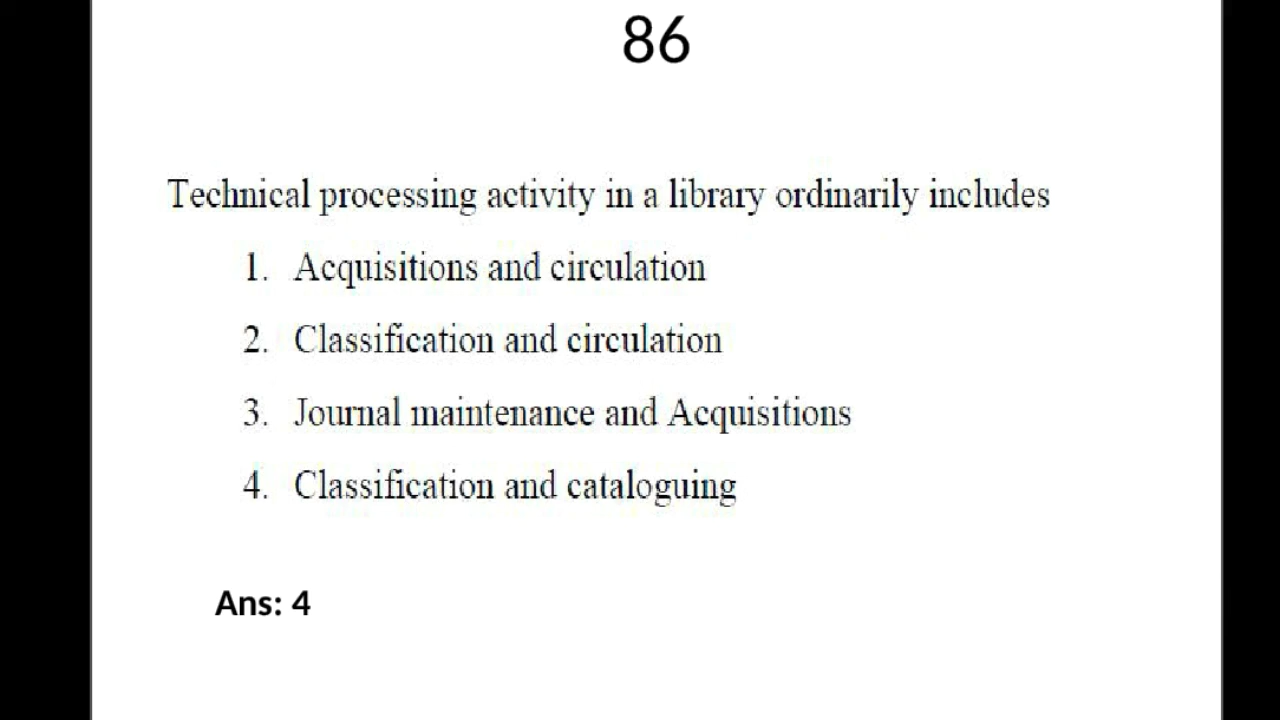 86
Technical processing activity in a library ordinarily includes
1. Acquisitions and circulation
2. Classification and circulation
3. Journal maintenance and Acquisitions
4. Classification and cataloguing
Ans: 4